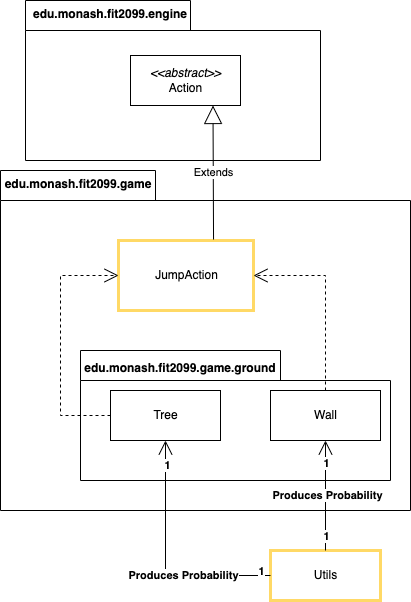 edu.monash.fit2099.engine
<<abstract>>
Action
Extends
edu.monash.fit2099.game
JumpAction
edu.monash.fit2099.game.ground
Tree
Wall
1
1
Produces Probability
1
Produces Probability
1
Utils